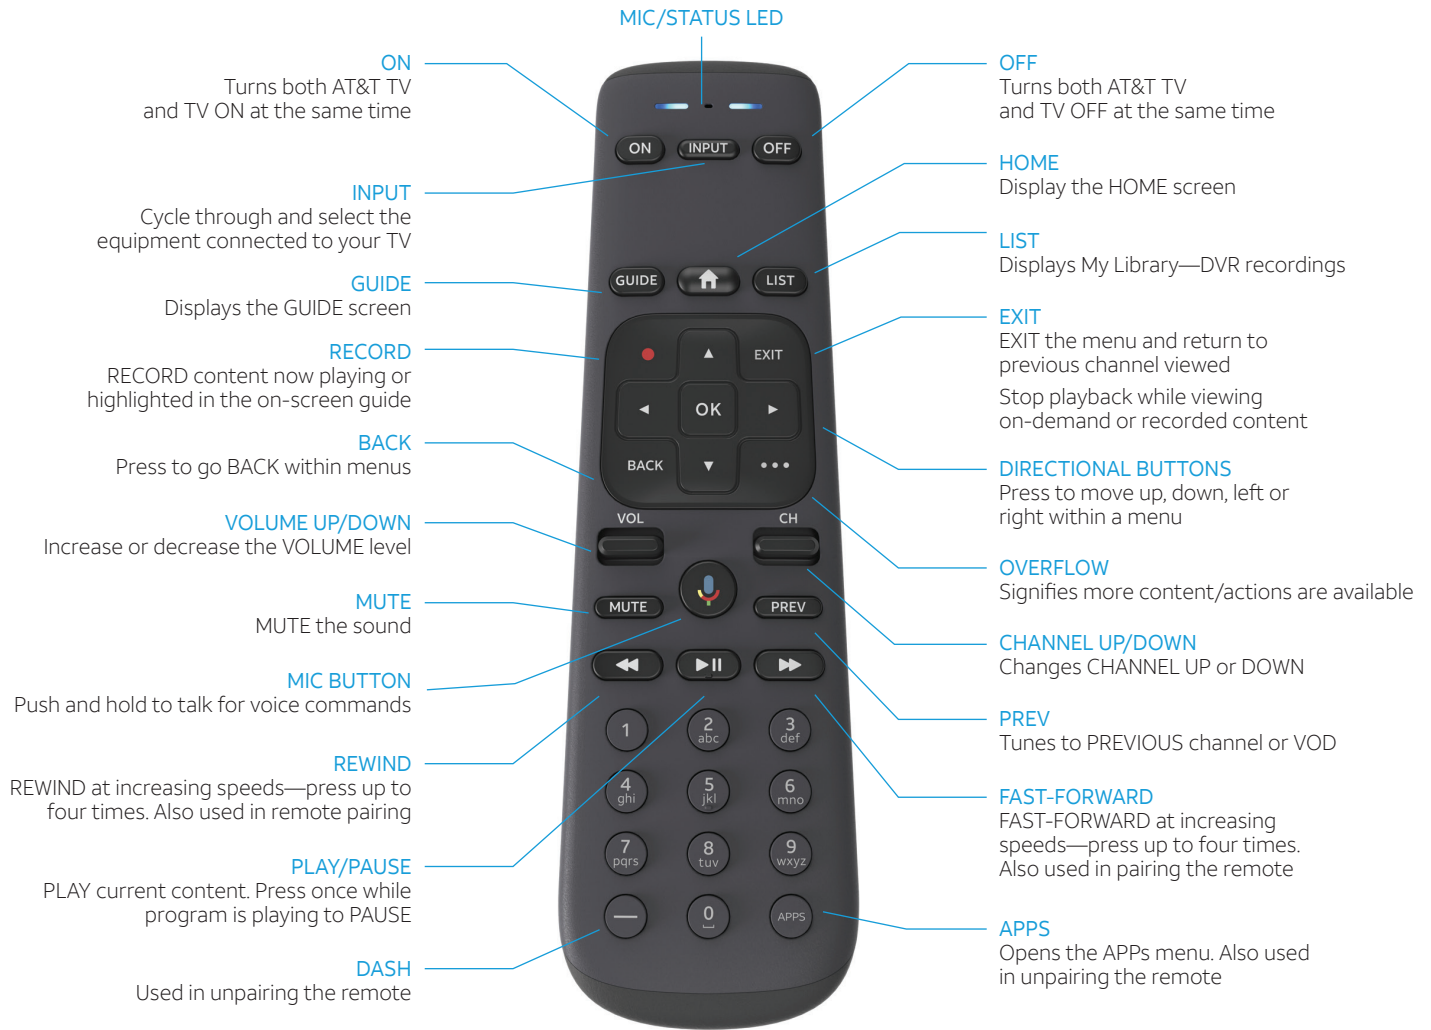 MIC/STATUS LED
ON
Turns both AT&T TV
and TV ON at the same time
INPUT
Cycle through and select the
equipment connected to your TV
GUIDE
Displays the GUIDE screen
RECORD
RECORD content now playing or
highlighted in the on-screen guide
BACK
Press to go BACK within menus
VOLUME UP/DOWN
Increase or decrease the VOLUME level
MUTE
MUTE the sound
MIC BUTTON
Push and hold to talk for voice commands
REWIND
REWIND at increasing speeds—press up to
four times. Also used in remote pairing
PLAY/PAUSE
PLAY current content. Press once while
program is playing to PAUSE
DASH
Used in unpairing the remote
ON INPUT OFF
GUIDE LIST
EXIT
OK
BACK
VOL CH
MUTE PREV
1 2 3
abc def
4 5 6
ghi jkl mno
7 8 9
pqrs tuv wxyz
0 APPS
OFF
Turns both AT&T TV
and TV OFF at the same time
HOME
Display the HOME screen
LIST
Displays My Library—DVR recordings
EXIT
EXIT the menu and return to
previous channel viewed
Stop playback while viewing
on-demand or recorded content
DIRECTIONAL BUTTONS
Press to move up, down, left or
right within a menu
OVERFLOW
Signifies more content/actions are available
CHANNEL UP/DOWN
Changes CHANNEL UP or DOWN
PREV
Tunes to PREVIOUS channel or VOD
FAST-FORWARD
FAST-FORWARD at increasing
speeds—press up to four times.
Also used in pairing the remote
APPS
Opens the APPs menu. Also used
in unpairing the remote